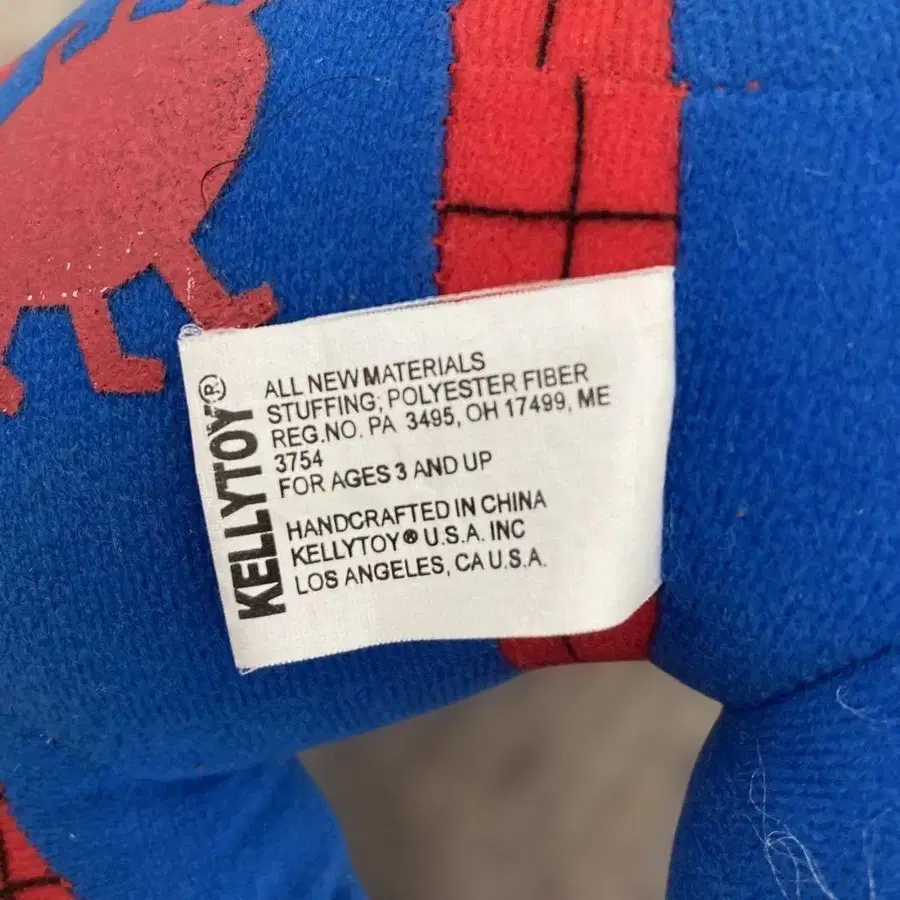 KELLYTOY®
ALL NEW MATERIALS
STUFFING; POLYESTER FIBER
REG.NO. PA 3495, OH 17499, ME
3754
FOR AGES 3 AND UP
HANDCRAFTED IN CHINA
KELLYTOY® U.S.A. INC
LOS ANGELES, CA U.S.A.